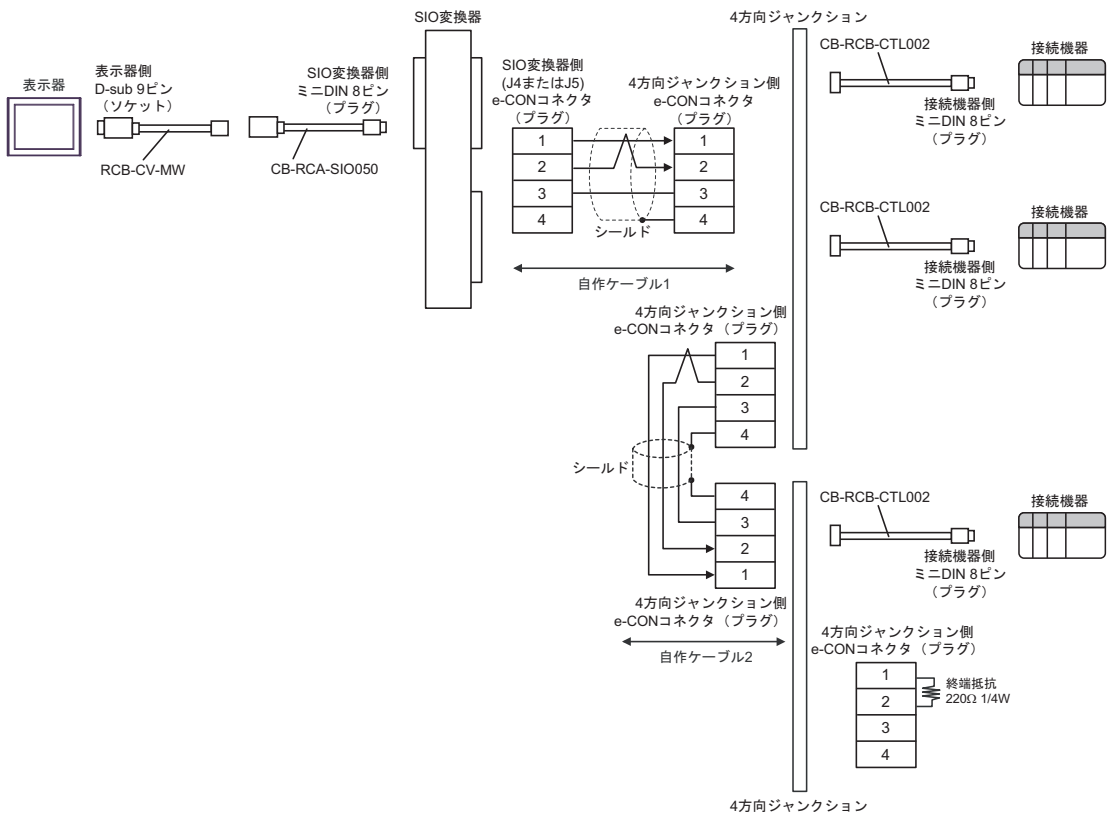 SIO変換器
4方向ジャンクション
表示器
表示器側
D-sub 9ピン
（ソケット）
RCB-CV-MW
SIO変換器側
ミニDIN 8ピン
（プラグ）
CB-RCA-SIO050
SIO変換器側
(J4またはJ5)
e-CONコネクタ
（プラグ）
1
2
3
4
4方向ジャンクション側
e-CONコネクタ
（プラグ）
1
2
3
4
シールド
自作ケーブル1
CB-RCB-CTL002
接続機器側
ミニDIN 8ピン
（プラグ）
接続機器
CB-RCB-CTL002
接続機器側
ミニDIN 8ピン
（プラグ）
接続機器
4方向ジャンクション側
e-CONコネクタ（プラグ）
1
2
3
4
シールド
4
3
2
1
4方向ジャンクション側
e-CONコネクタ（プラグ）
自作ケーブル2
CB-RCB-CTL002
接続機器側
ミニDIN 8ピン
（プラグ）
接続機器
4方向ジャンクション側
e-CONコネクタ（プラグ）
1
2
3
4
終端抵抗
220Ω 1/4W
4方向ジャンクション